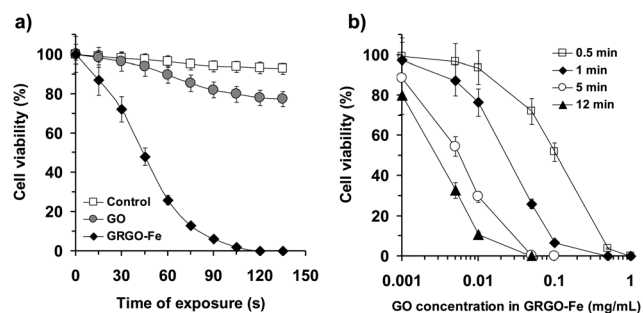 a)
Cell viability (%)
120
100
80
60
40
20
0
Control
GO
GRGO-Fe
0 30 60 90 120 150
Time of exposure (s)
b)
Cell viability (%)
120
100
80
60
40
20
0
0.5 min
1 min
5 min
12 min
0.001 0.01 0.1 1
GO concentration in GRGO-Fe (mg/mL)